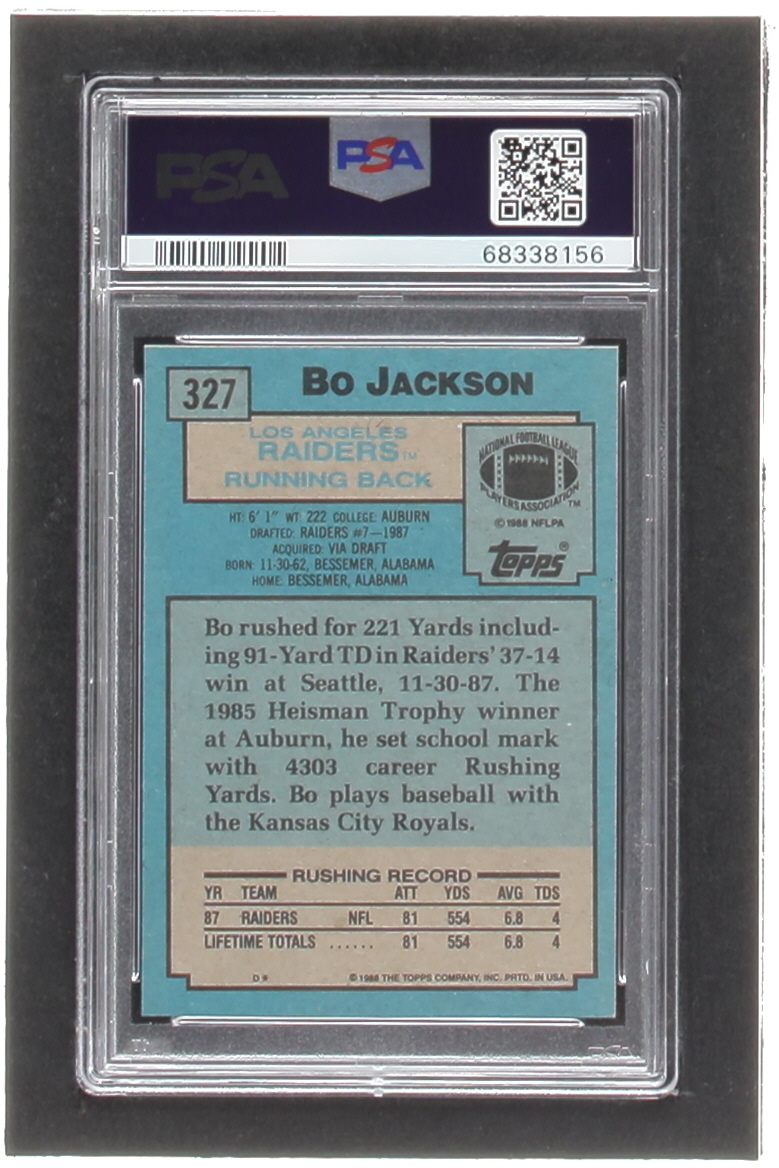 PSA
PSA
68338156
327
BO JACKSON
LOS ANGELES
RAIDERS™
RUNNING BACK
NATIONAL FOOTBALL LEAGUE
PLAYERS ASSOCIATION™
© 1988 NFLPA
topps®
HT: 6' 1" WT: 222 COLLEGE: AUBURN
DRAFTED: RAIDERS #7—1987
ACQUIRED: VIA DRAFT
BORN: 11-30-62, BESSEMER, ALABAMA
HOME: BESSEMER, ALABAMA
Bo rushed for 221 Yards includ-
ing 91-Yard TD in Raiders' 37-14
win at Seattle, 11-30-87. The
1985 Heisman Trophy winner
at Auburn, he set school mark
with 4303 career Rushing
Yards. Bo plays baseball with
the Kansas City Royals.
RUSHING RECORD
YR TEAM ATT YDS AVG TDS
87 RAIDERS NFL 81 554 6.8 4
LIFETIME TOTALS ...... 81 554 6.8 4
D* © 1988 THE TOPPS COMPANY, INC. PRTD. IN USA.
PSA